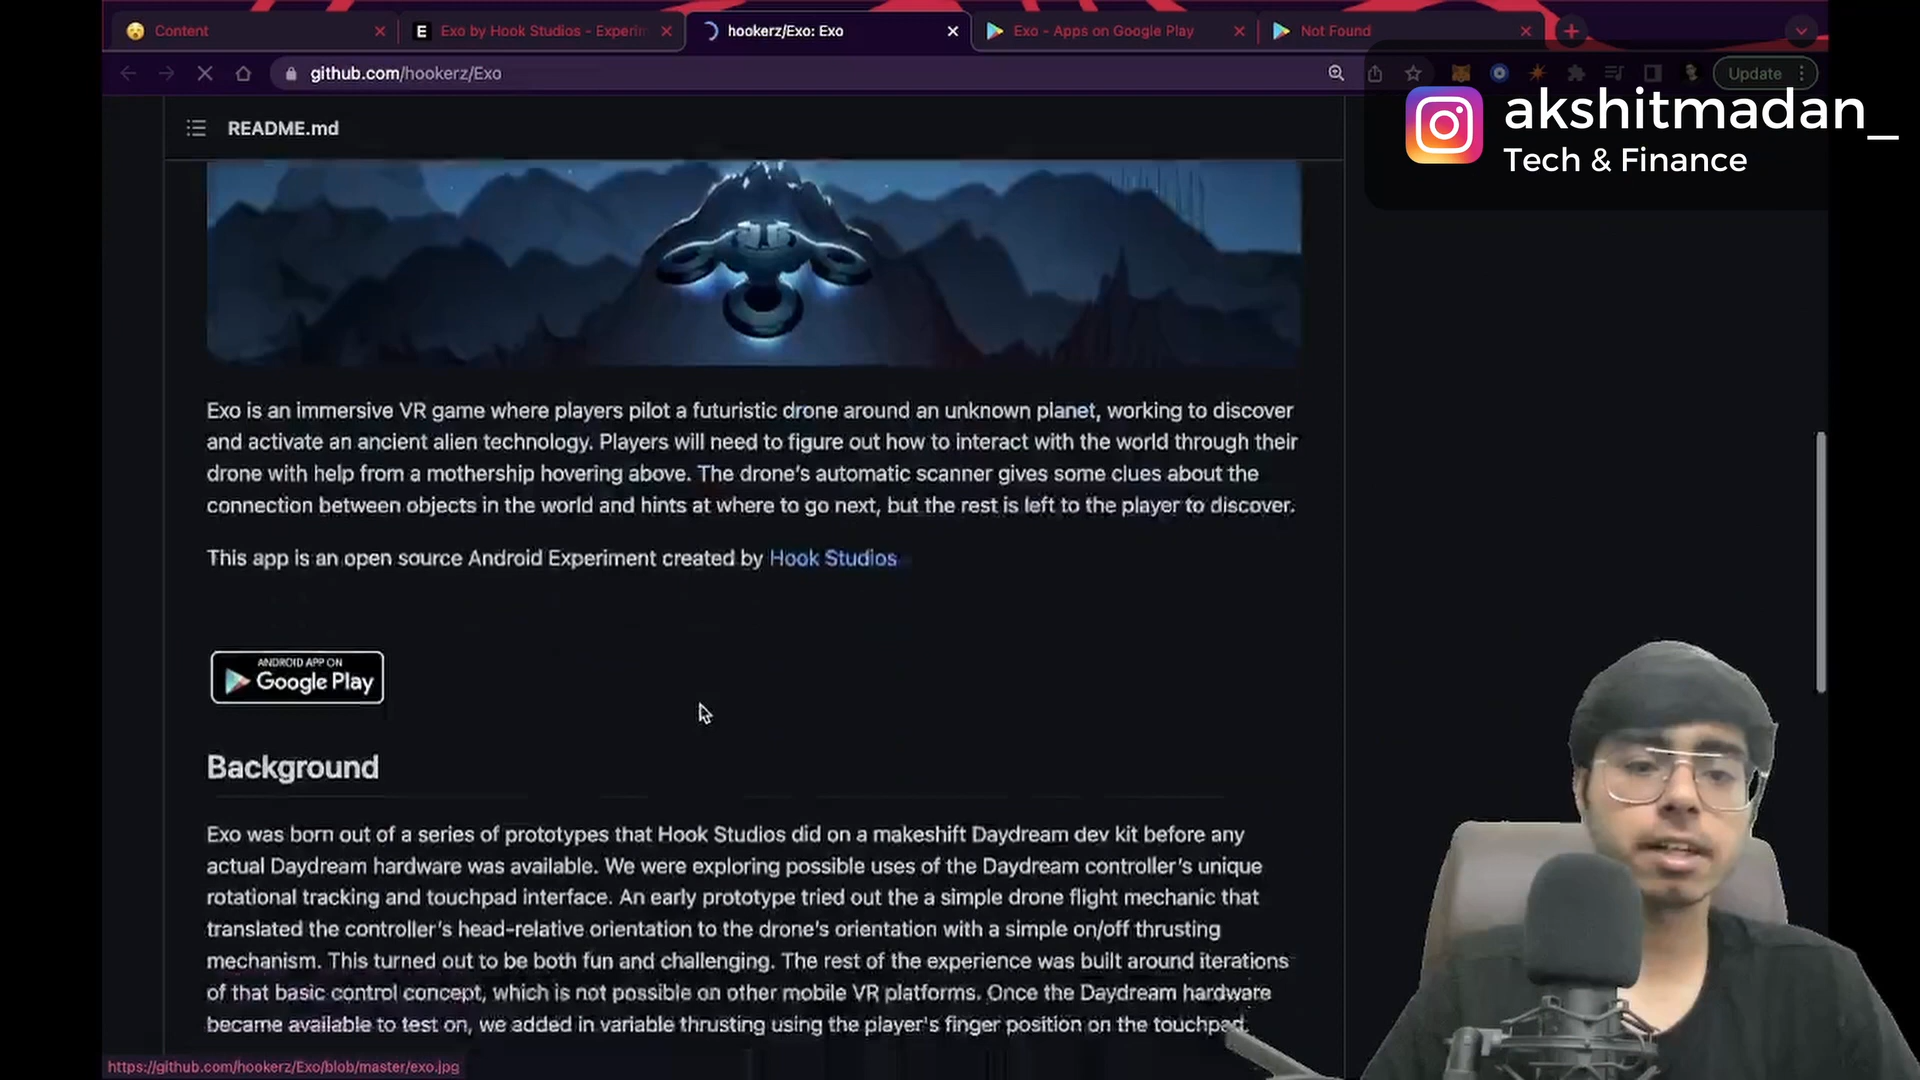 Content
E Exo by Hook Studios - Experim
hookerz/Exo: Exo
Exo - Apps on Google Play
Not Found
github.com/hookerz/Exo
Update
akshitmadan_
Tech & Finance
README.md
Exo is an immersive VR game where players pilot a futuristic drone around an unknown planet, working to discover
and activate an ancient alien technology. Players will need to figure out how to interact with the world through their
drone with help from a mothership hovering above. The drone's automatic scanner gives some clues about the
connection between objects in the world and hints at where to go next, but the rest is left to the player to discover.
This app is an open source Android Experiment created by Hook Studios
ANDROID APP ON
Google Play
Background
Exo was born out of a series of prototypes that Hook Studios did on a makeshift Daydream dev kit before any
actual Daydream hardware was available. We were exploring possible uses of the Daydream controller's unique
rotational tracking and touchpad interface. An early prototype tried out the a simple drone flight mechanic that
translated the controller's head-relative orientation to the drone's orientation with a simple on/off thrusting
mechanism. This turned out to be both fun and challenging. The rest of the experience was built around iterations
of that basic control concept, which is not possible on other mobile VR platforms. Once the Daydream hardware
became available to test on, we added in variable thrusting using the player's finger position on the touchpad.
https://github.com/hookerz/Exo/blob/master/exo.jpg